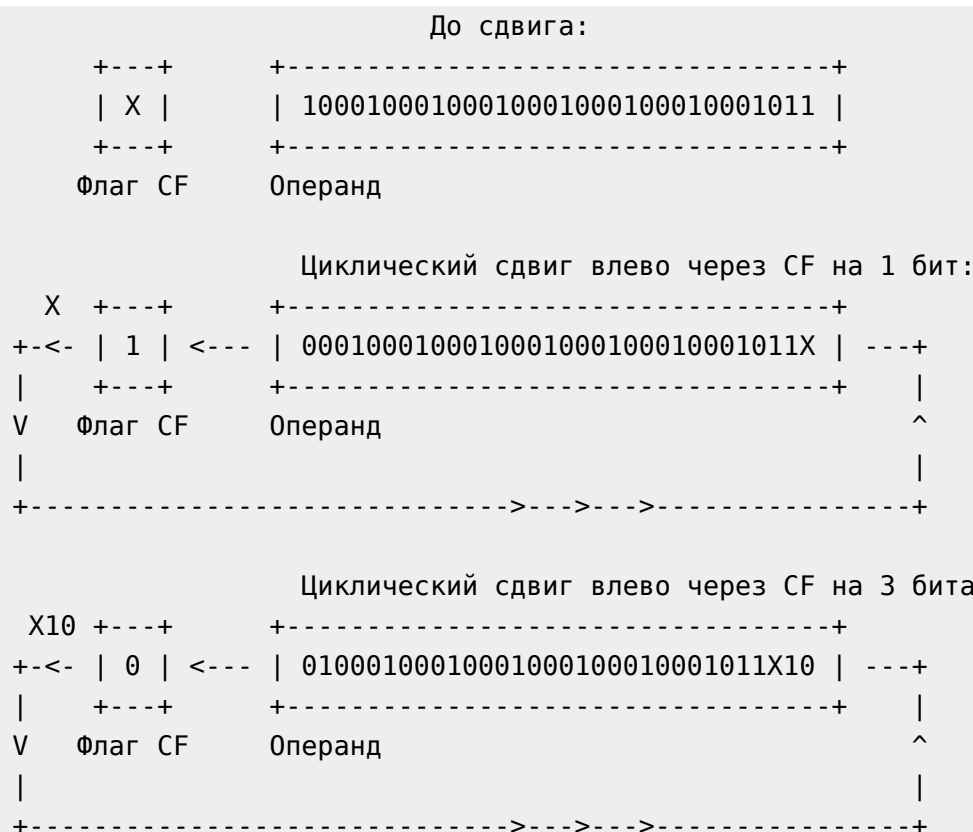 До сдвига:
+---+ +---------------------------------+
| X | | 10001000100010001000100010001011 |
+---+ +---------------------------------+
Флаг CF Операнд
Циклический сдвиг влево через CF на 1 бит:
X +---+ +---------------------------------+
+-<- | 1 | <--- | 0001000100010001000100010001011X | ---+
| +---+ +---------------------------------+ |
V Флаг CF Операнд ^
| |
+------------------------------>--->--->----------------+
Циклический сдвиг влево через CF на 3 бита
X10 +---+ +---------------------------------+
+-<- | 0 | <--- | 01000100010001000100010001011X10 | ---+
| +---+ +---------------------------------+ |
V Флаг CF Операнд ^
| |
+------------------------------>--->--->----------------+